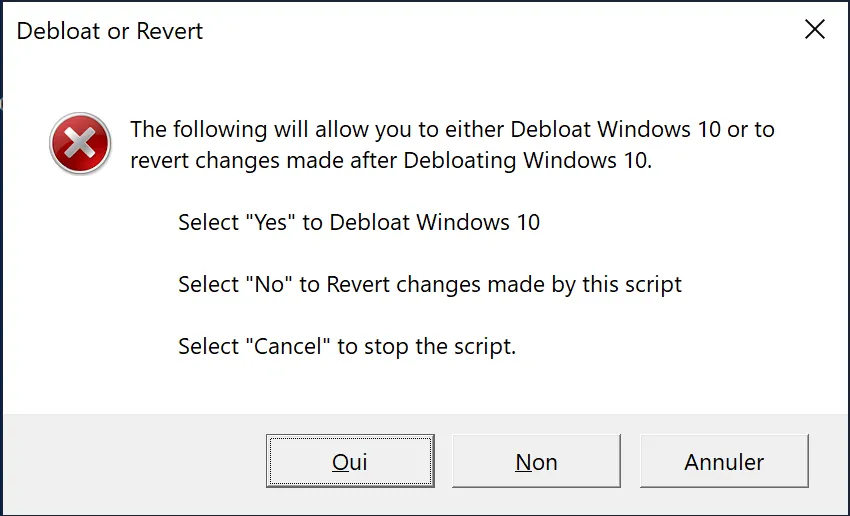 Debloat or Revert
The following will allow you to either Debloat Windows 10 or to
revert changes made after Debloating Windows 10.
Select "Yes" to Debloat Windows 10
Select "No" to Revert changes made by this script
Select "Cancel" to stop the script.
Oui Non Annuler